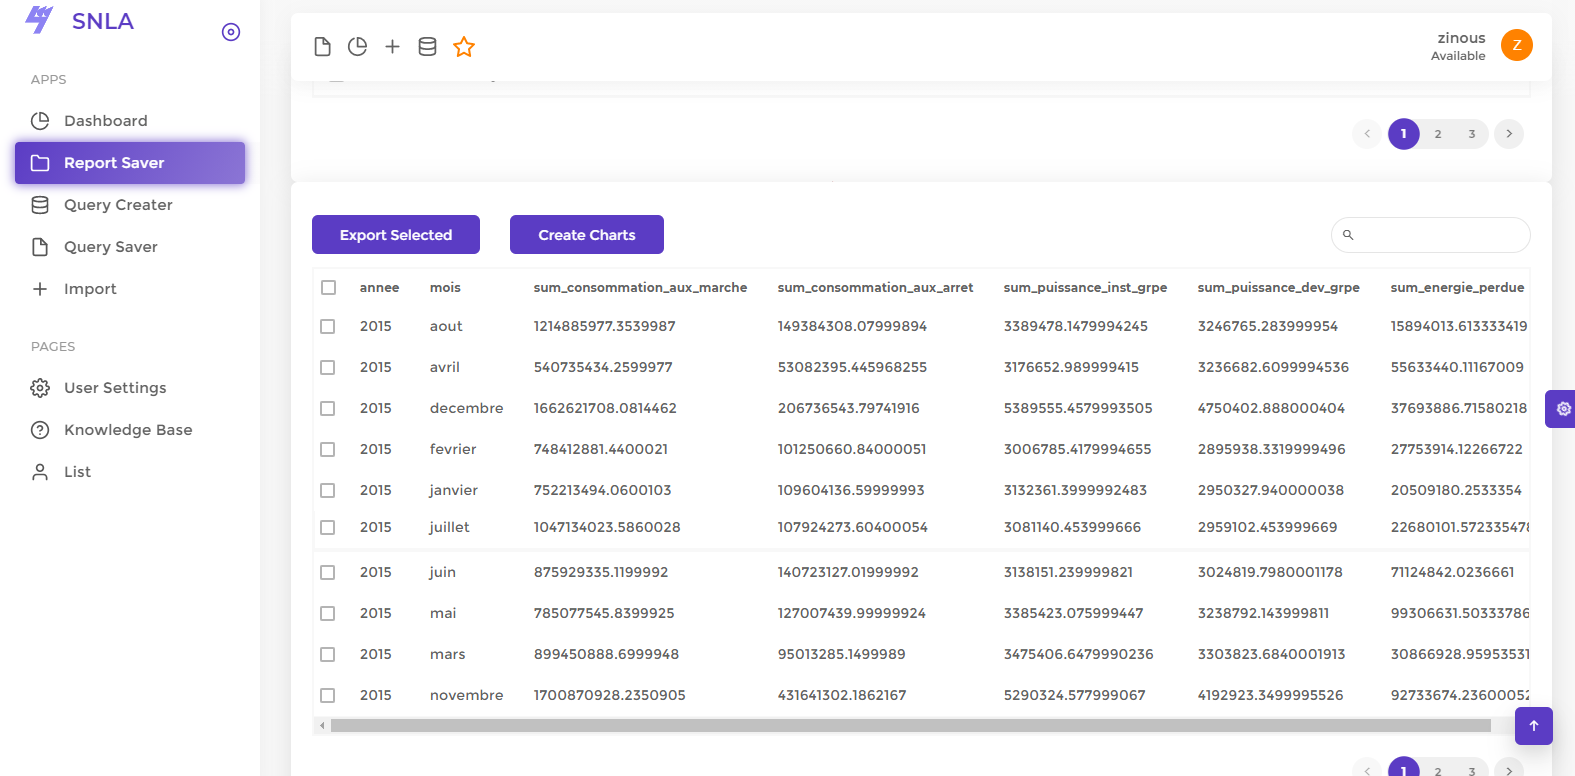 SNLA
APPS
Dashboard
Report Saver
Query Creater
Query Saver
Import
PAGES
User Settings
Knowledge Base
List
zinous
Available
Z
1 2 3
Export Selected Create Charts
annee mois sum_consommation_aux_marche sum_consommation_aux_arret sum_puissance_inst_grpe sum_puissance_dev_grpe sum_energie_perdue
2015 aout 1214885977.3539987 149384308.07999894 3389478.1479994245 3246765.283999954 15894013.613333419
2015 avril 540735434.2599977 53082395.445968255 3176652.989999415 3236682.6099994536 55633440.11167009
2015 decembre 1662621708.0814462 206736543.79741916 5389555.4579993505 4750402.888000404 37693886.71580218
2015 fevrier 748412881.4400021 101250660.84000051 3006785.4179994655 2895938.3319999496 27753914.12266722
2015 janvier 752213494.0600103 109604136.59999993 3132361.3999992483 2950327.940000038 20509180.2533354
2015 juillet 1047134023.5860028 107924273.60400054 3081140.453999666 2959102.453999669 22680101.572335478
2015 juin 875929335.1199992 140723127.01999992 3138151.239999821 3024819.7980001178 71124842.0236661
2015 mai 785077545.8399925 127007439.99999924 3385423.075999447 3238792.143999811 99306631.50333786
2015 mars 899450888.6999948 95013285.1499989 3475406.6479990236 3303823.6840001913 30866928.95953531
2015 novembre 1700870928.2350905 431641302.1862167 5290324.577999067 4192923.3499995526 92733674.23600052
1 2 3